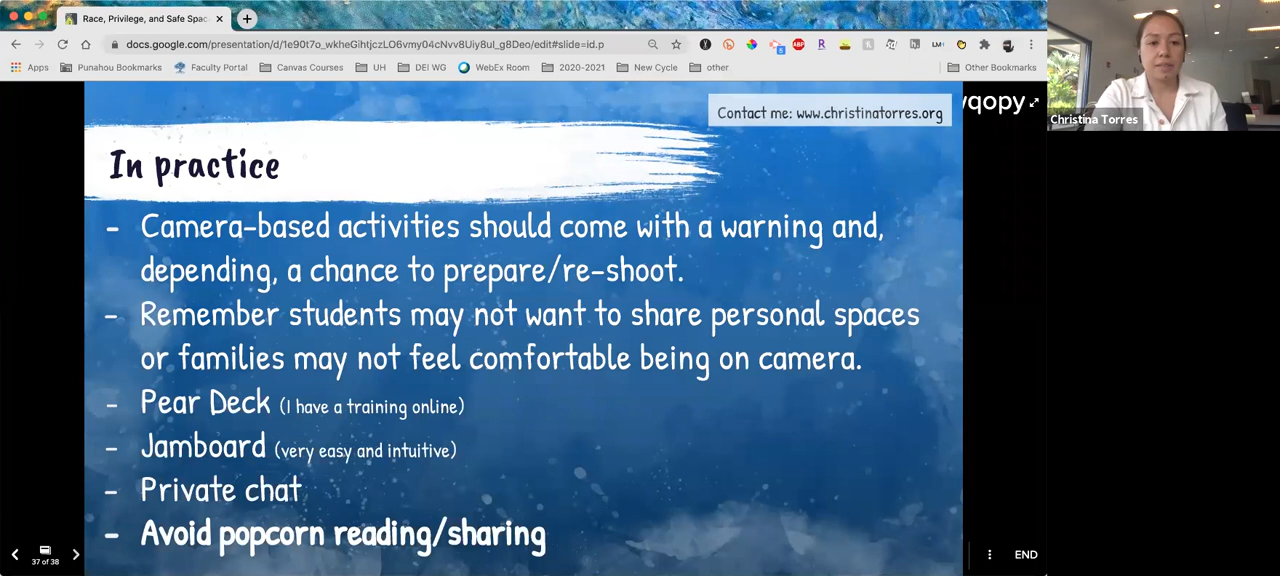 Race, Privilege, and Safe Spac
docs.google.com/presentation/d/1e90t7o_wkheGihtjczLO6vmy04cNvv8Uiy8ul_g8Deo/edit#slide=id.p
Apps Punahou Bookmarks Faculty Portal Canvas Courses UH DEI WG WebEx Room 2020-2021 New Cycle other Other Bookmarks
Contact me: www.christinatorres.org
qopy
Christina Torres
In practice
- Camera-based activities should come with a warning and,
depending, a chance to prepare/re-shoot.
- Remember students may not want to share personal spaces
or families may not feel comfortable being on camera.
- Pear Deck (I have a training online)
- Jamboard (very easy and intuitive)
- Private chat
- Avoid popcorn reading/sharing
37 of 38
END